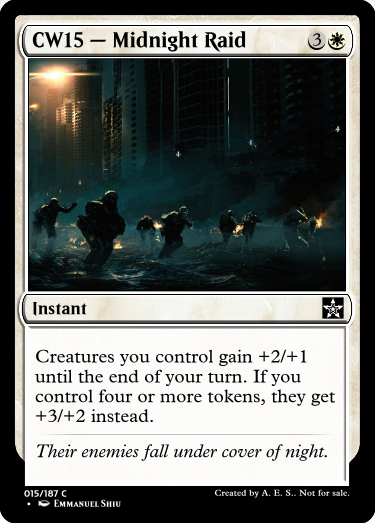 CW15 — Midnight Raid 3
Instant
Creatures you control gain +2/+1
until the end of your turn. If you
control four or more tokens, they get
+3/+2 instead.
Their enemies fall under cover of night.
015/187 C
Created by A. E. S.. Not for sale.
• Emmanuel Shiu